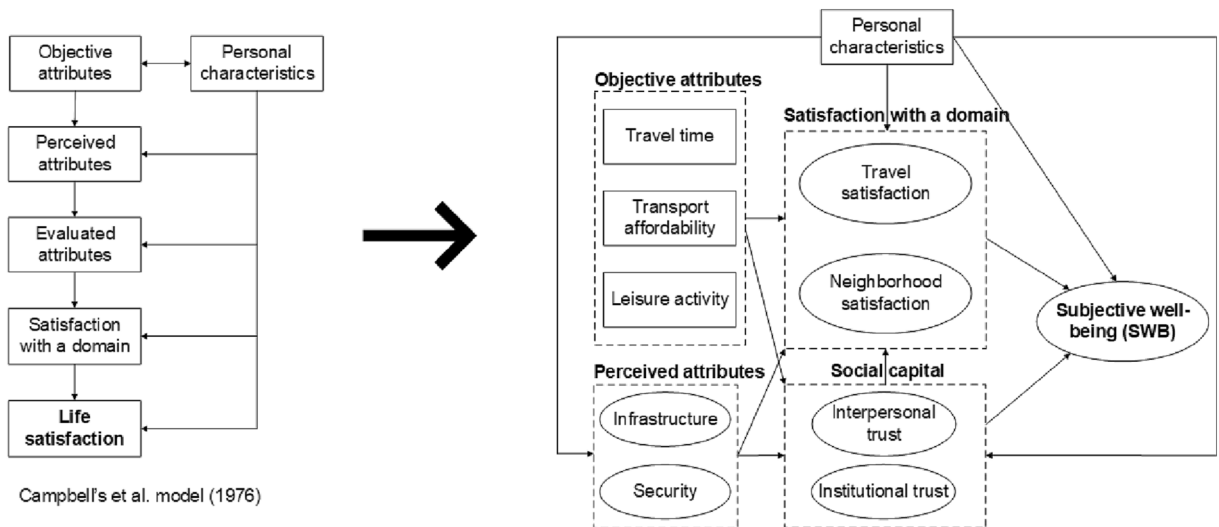 Objective
attributes
Personal
characteristics
Perceived
attributes
Evaluated
attributes
Satisfaction
with a domain
Life
satisfaction
Campbell's et al. model (1976)
Personal
characteristics
Objective attributes
Travel time
Transport
affordability
Leisure activity
Satisfaction with a domain
Travel
satisfaction
Neighborhood
satisfaction
Perceived attributes
Infrastructure
Security
Social capital
Interpersonal
trust
Institutional trust
Subjective well-
being (SWB)